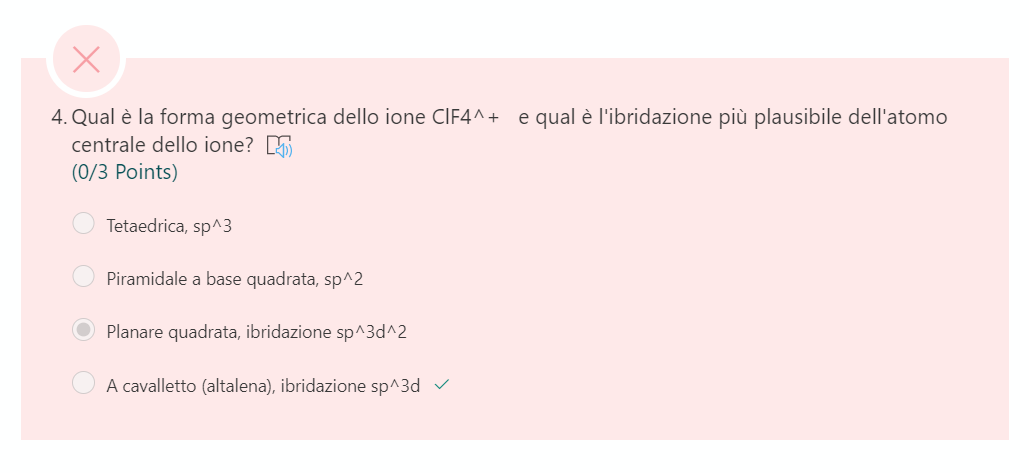 4. Qual è la forma geometrica dello ione ClF4^+ e qual è l'ibridazione più plausibile dell'atomo
centrale dello ione?
(0/3 Points)
Tetaedrica, sp^3
Piramidale a base quadrata, sp^2
Planare quadrata, ibridazione sp^3d^2
A cavalletto (altalena), ibridazione sp^3d